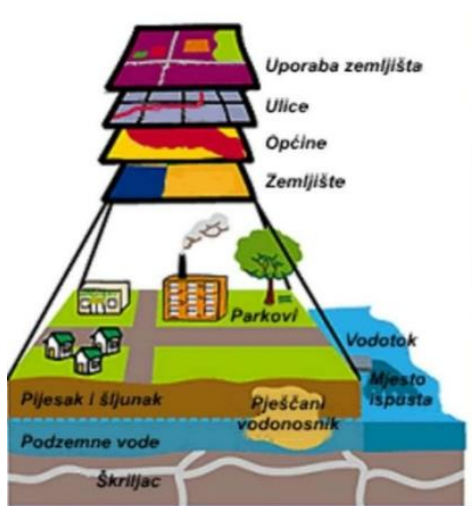 Uporaba zemljišta
Ulice
Općine
Zemljište
Parkovi
Vodotok
Mjesto
ispusta
Pijesak i šljunak
Pješčani
vodonosnik
Podzemne vode
Škriljac